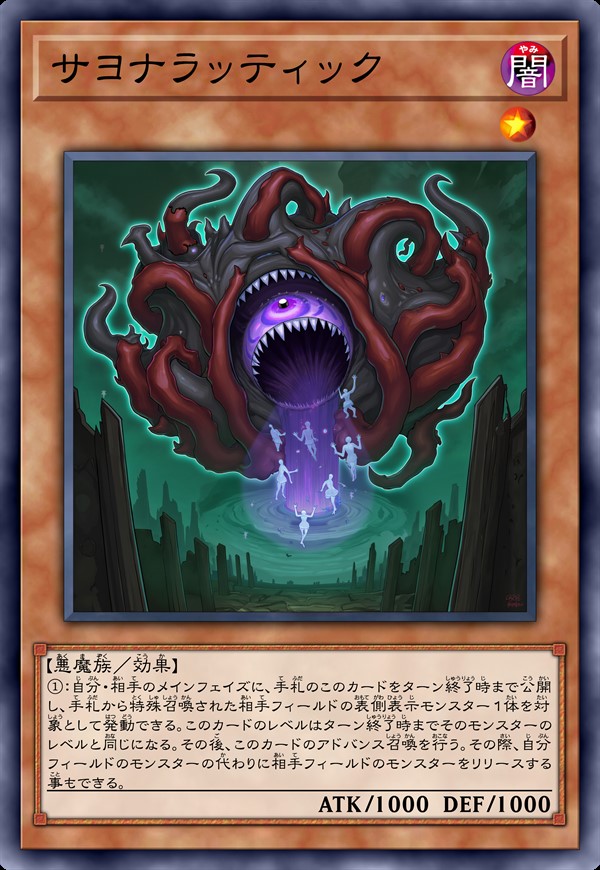 サヨナラッティック
やみ
闇
【悪魔族／効果】
①：自分・相手のメインフェイズに、手札のこのカードをターン終了時まで公開
し、手札から特殊召喚された相手フィールドの表側表示モンスター１体を対
象として発動できる。このカードのレベルはターン終了時までそのモンスターの
レベルと同じになる。その後、このカードのアドバンス召喚を行う。その際、自分
フィールドのモンスターの代わりに相手フィールドのモンスターをリリースする
事もできる。
ATK/1000 DEF/1000